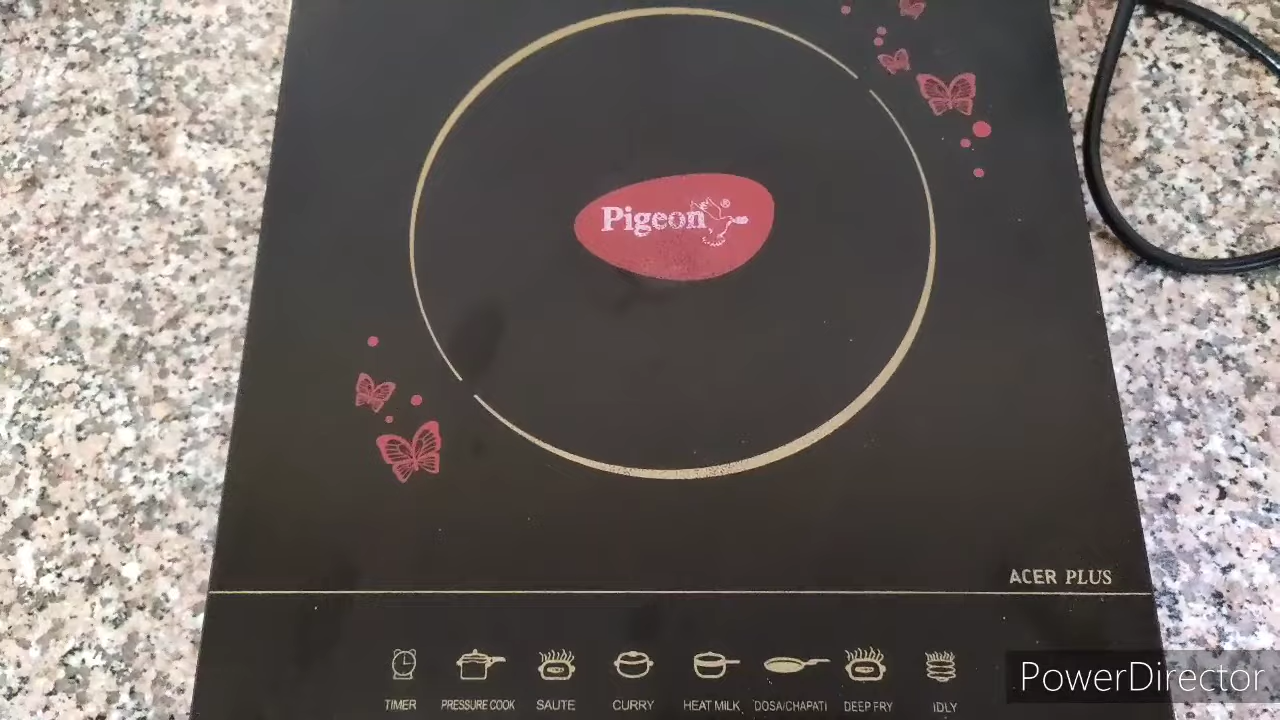 Pigeon®
ACER PLUS
TIMER PRESSURE COOK SAUTE CURRY HEAT MILK DOSA/CHAPATI DEEP FRY IDLY
PowerDirector